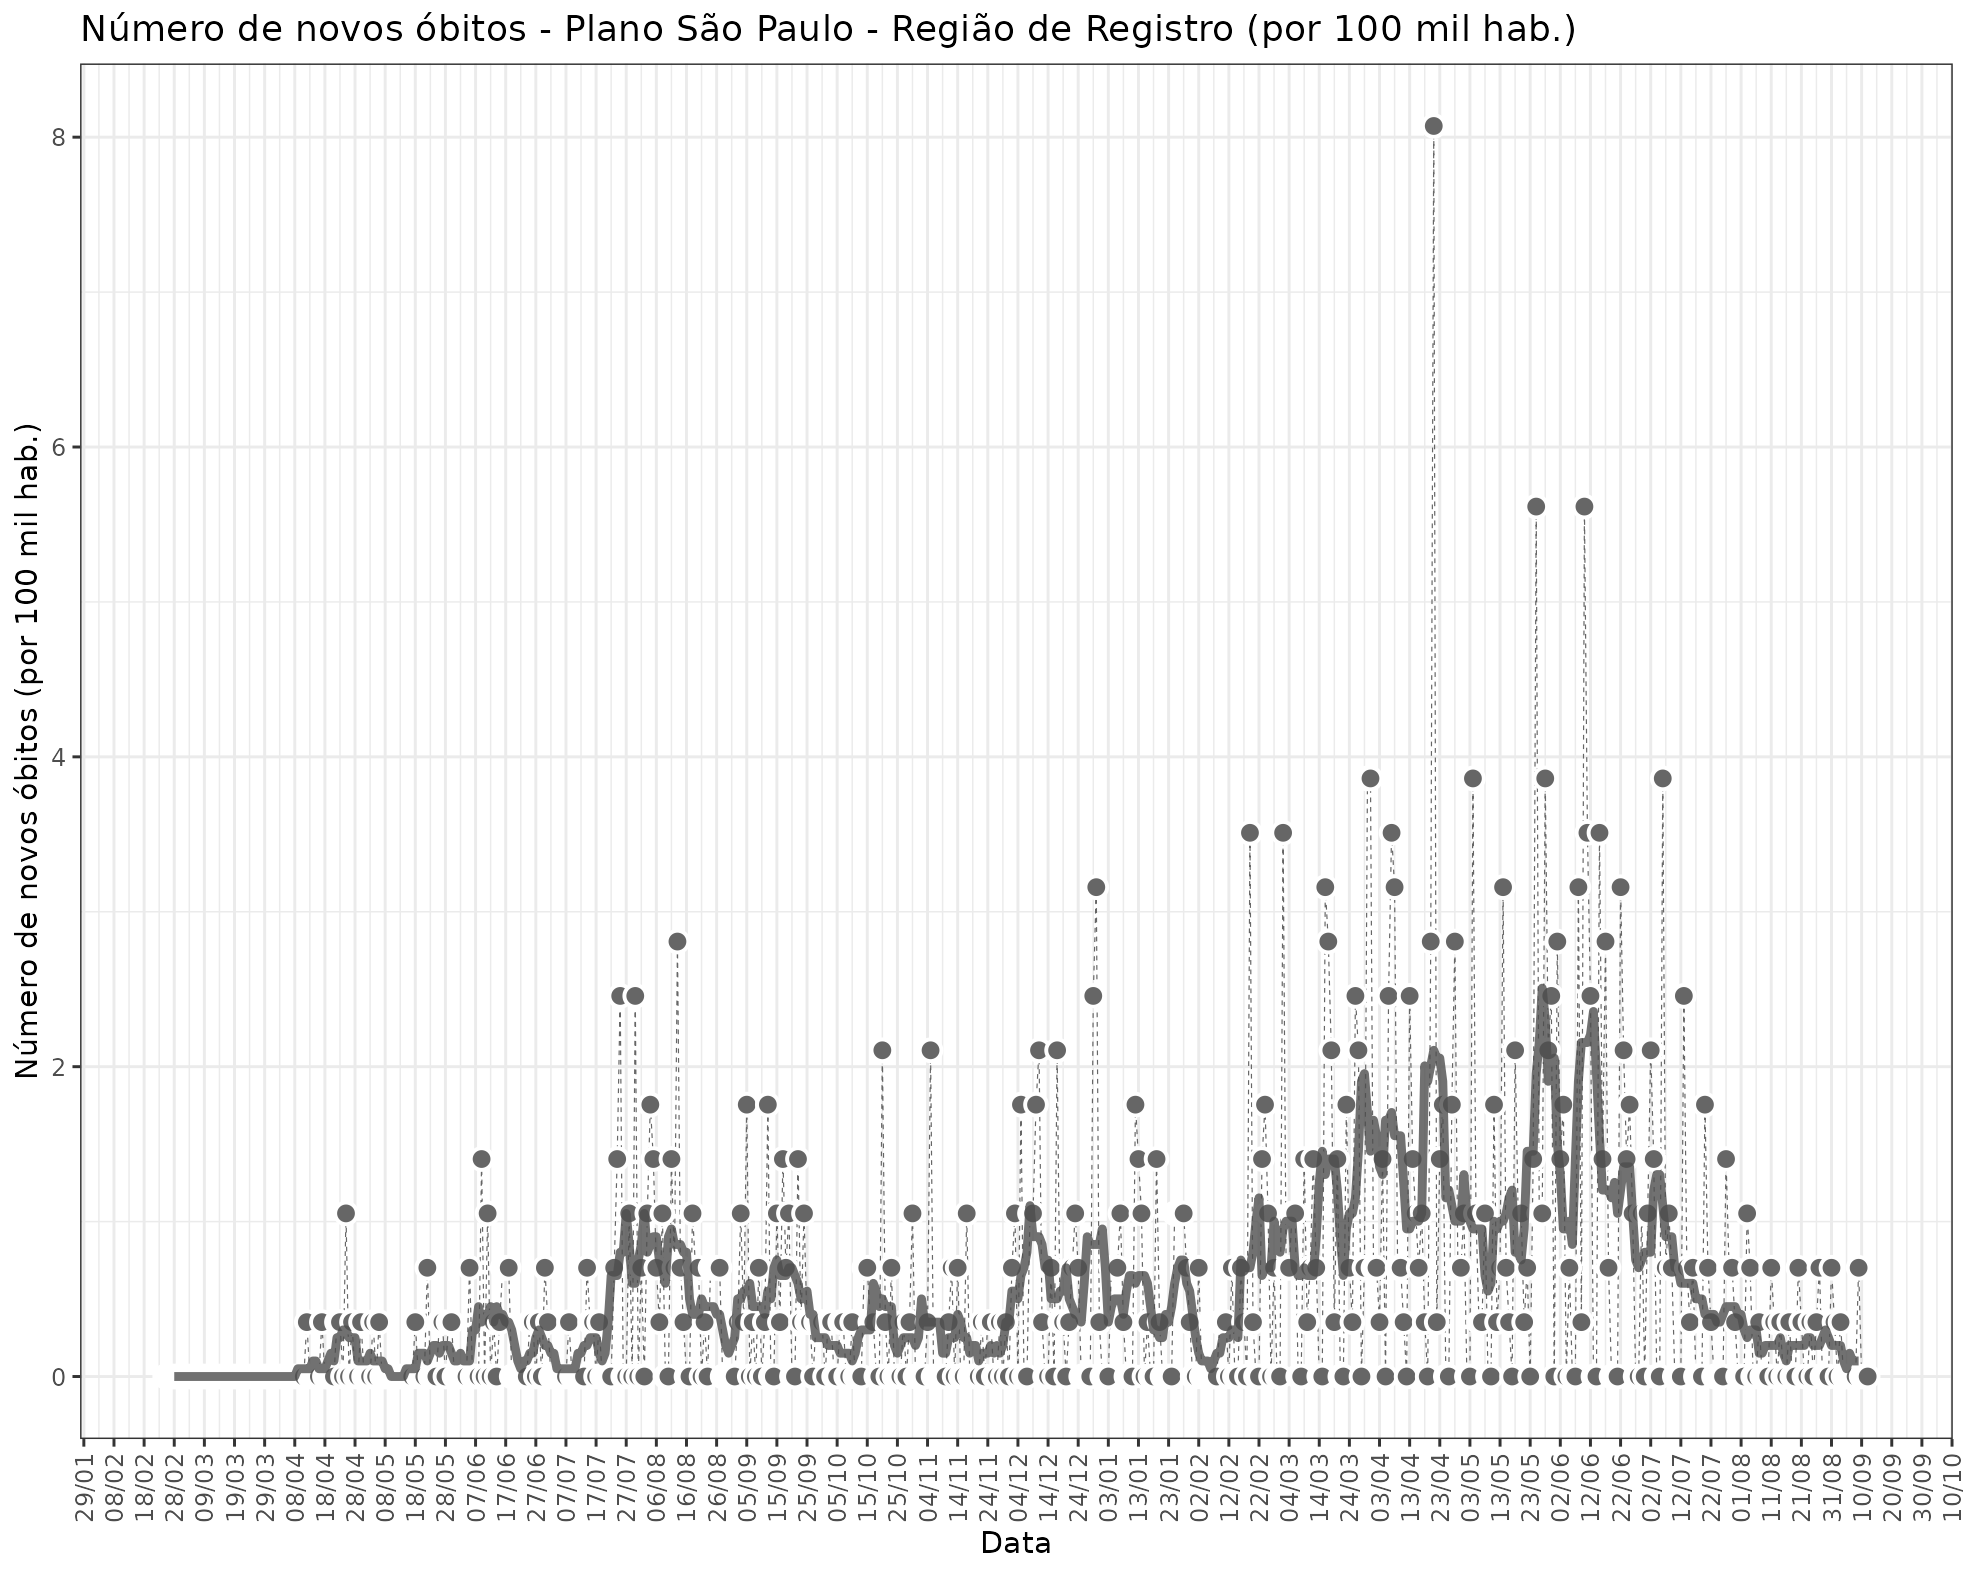 Número de novos óbitos - Plano São Paulo - Região de Registro (por 100 mil hab.)
Número de novos óbitos (por 100 mil hab.)
8
6
4
2
0
29/01 08/02 18/02 28/02 09/03 19/03 29/03 08/04 18/04 28/04 08/05 18/05 28/05 07/06 17/06 27/06 07/07 17/07 27/07 06/08 16/08 26/08 05/09 15/09 25/09 05/10 15/10 25/10 04/11 14/11 24/11 04/12 14/12 24/12 03/01 13/01 23/01 02/02 12/02 22/02 04/03 14/03 24/03 03/04 13/04 23/04 03/05 13/05 23/05 02/06 12/06 22/06 02/07 12/07 22/07 01/08 11/08 21/08 31/08 10/09 20/09 30/09 10/10
Data